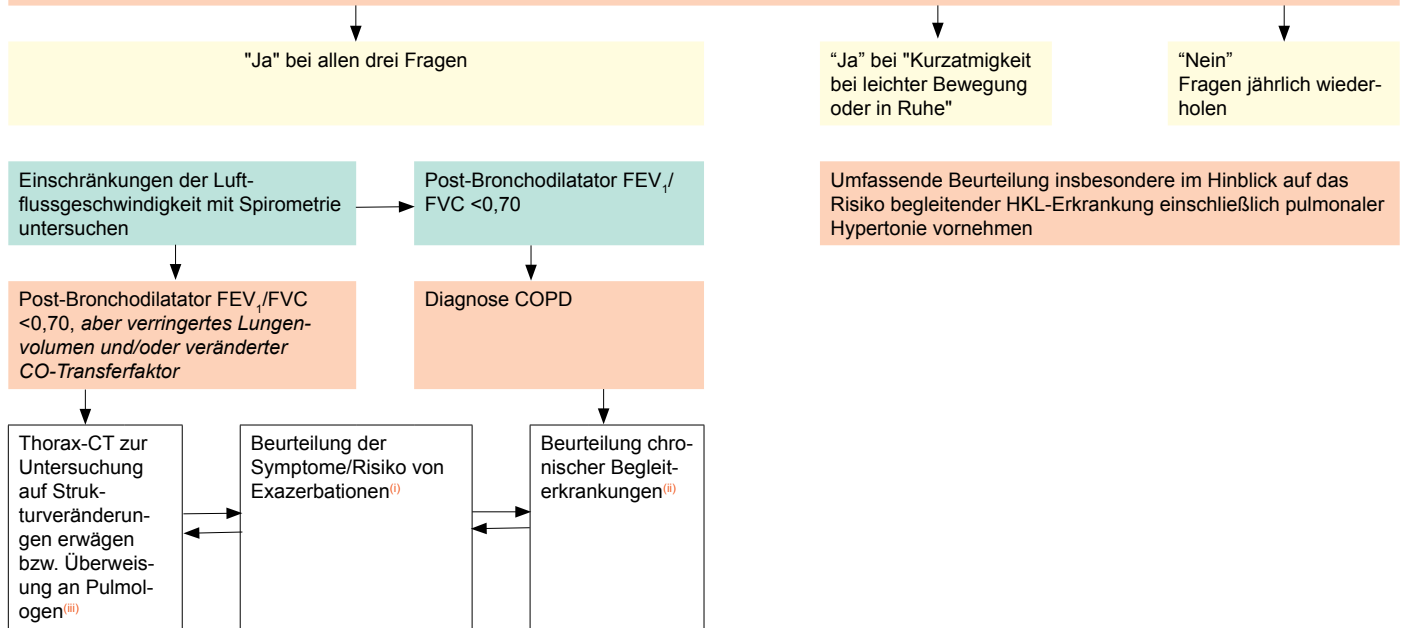 "Ja" bei allen drei Fragen
“Ja” bei "Kurzatmigkeit
bei leichter Bewegung
oder in Ruhe"
“Nein”
Fragen jährlich wieder-
holen
Einschränkungen der Luft-
flussgeschwindigkeit mit Spirometrie
untersuchen
Post-Bronchodilatator FEV₁/
FVC <0,70
Umfassende Beurteilung insbesondere im Hinblick auf das
Risiko begleitender HKL-Erkrankung einschließlich pulmonaler
Hypertonie vornehmen
Post-Bronchodilatator FEV₁/FVC
<0,70, aber verringertes Lungen-
volumen und/oder veränderter
CO-Transferfaktor
Diagnose COPD
Thorax-CT zur
Untersuchung
auf Struk-
turveränderun-
gen erwägen
bzw. Überweis-
ung an Pulmol-
ogen(iii)
Beurteilung der
Symptome/Risiko von
Exazerbationen(i)
Beurteilung chro-
nischer Begleit-
erkrankungen(ii)